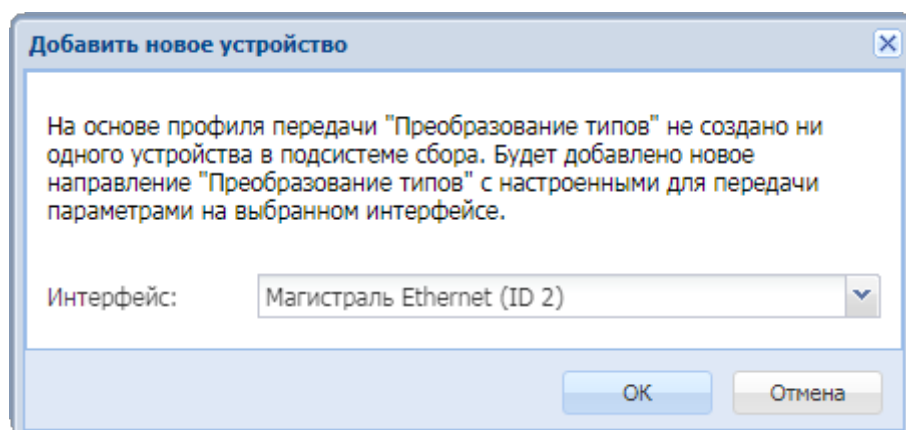 Добавить новое устройство
На основе профиля передачи "Преобразование типов" не создано ни
одного устройства в подсистеме сбора. Будет добавлено новое
направление "Преобразование типов" с настроенными для передачи
параметрами на выбранном интерфейсе.
Интерфейс: Магистраль Ethernet (ID 2)
OK Отмена